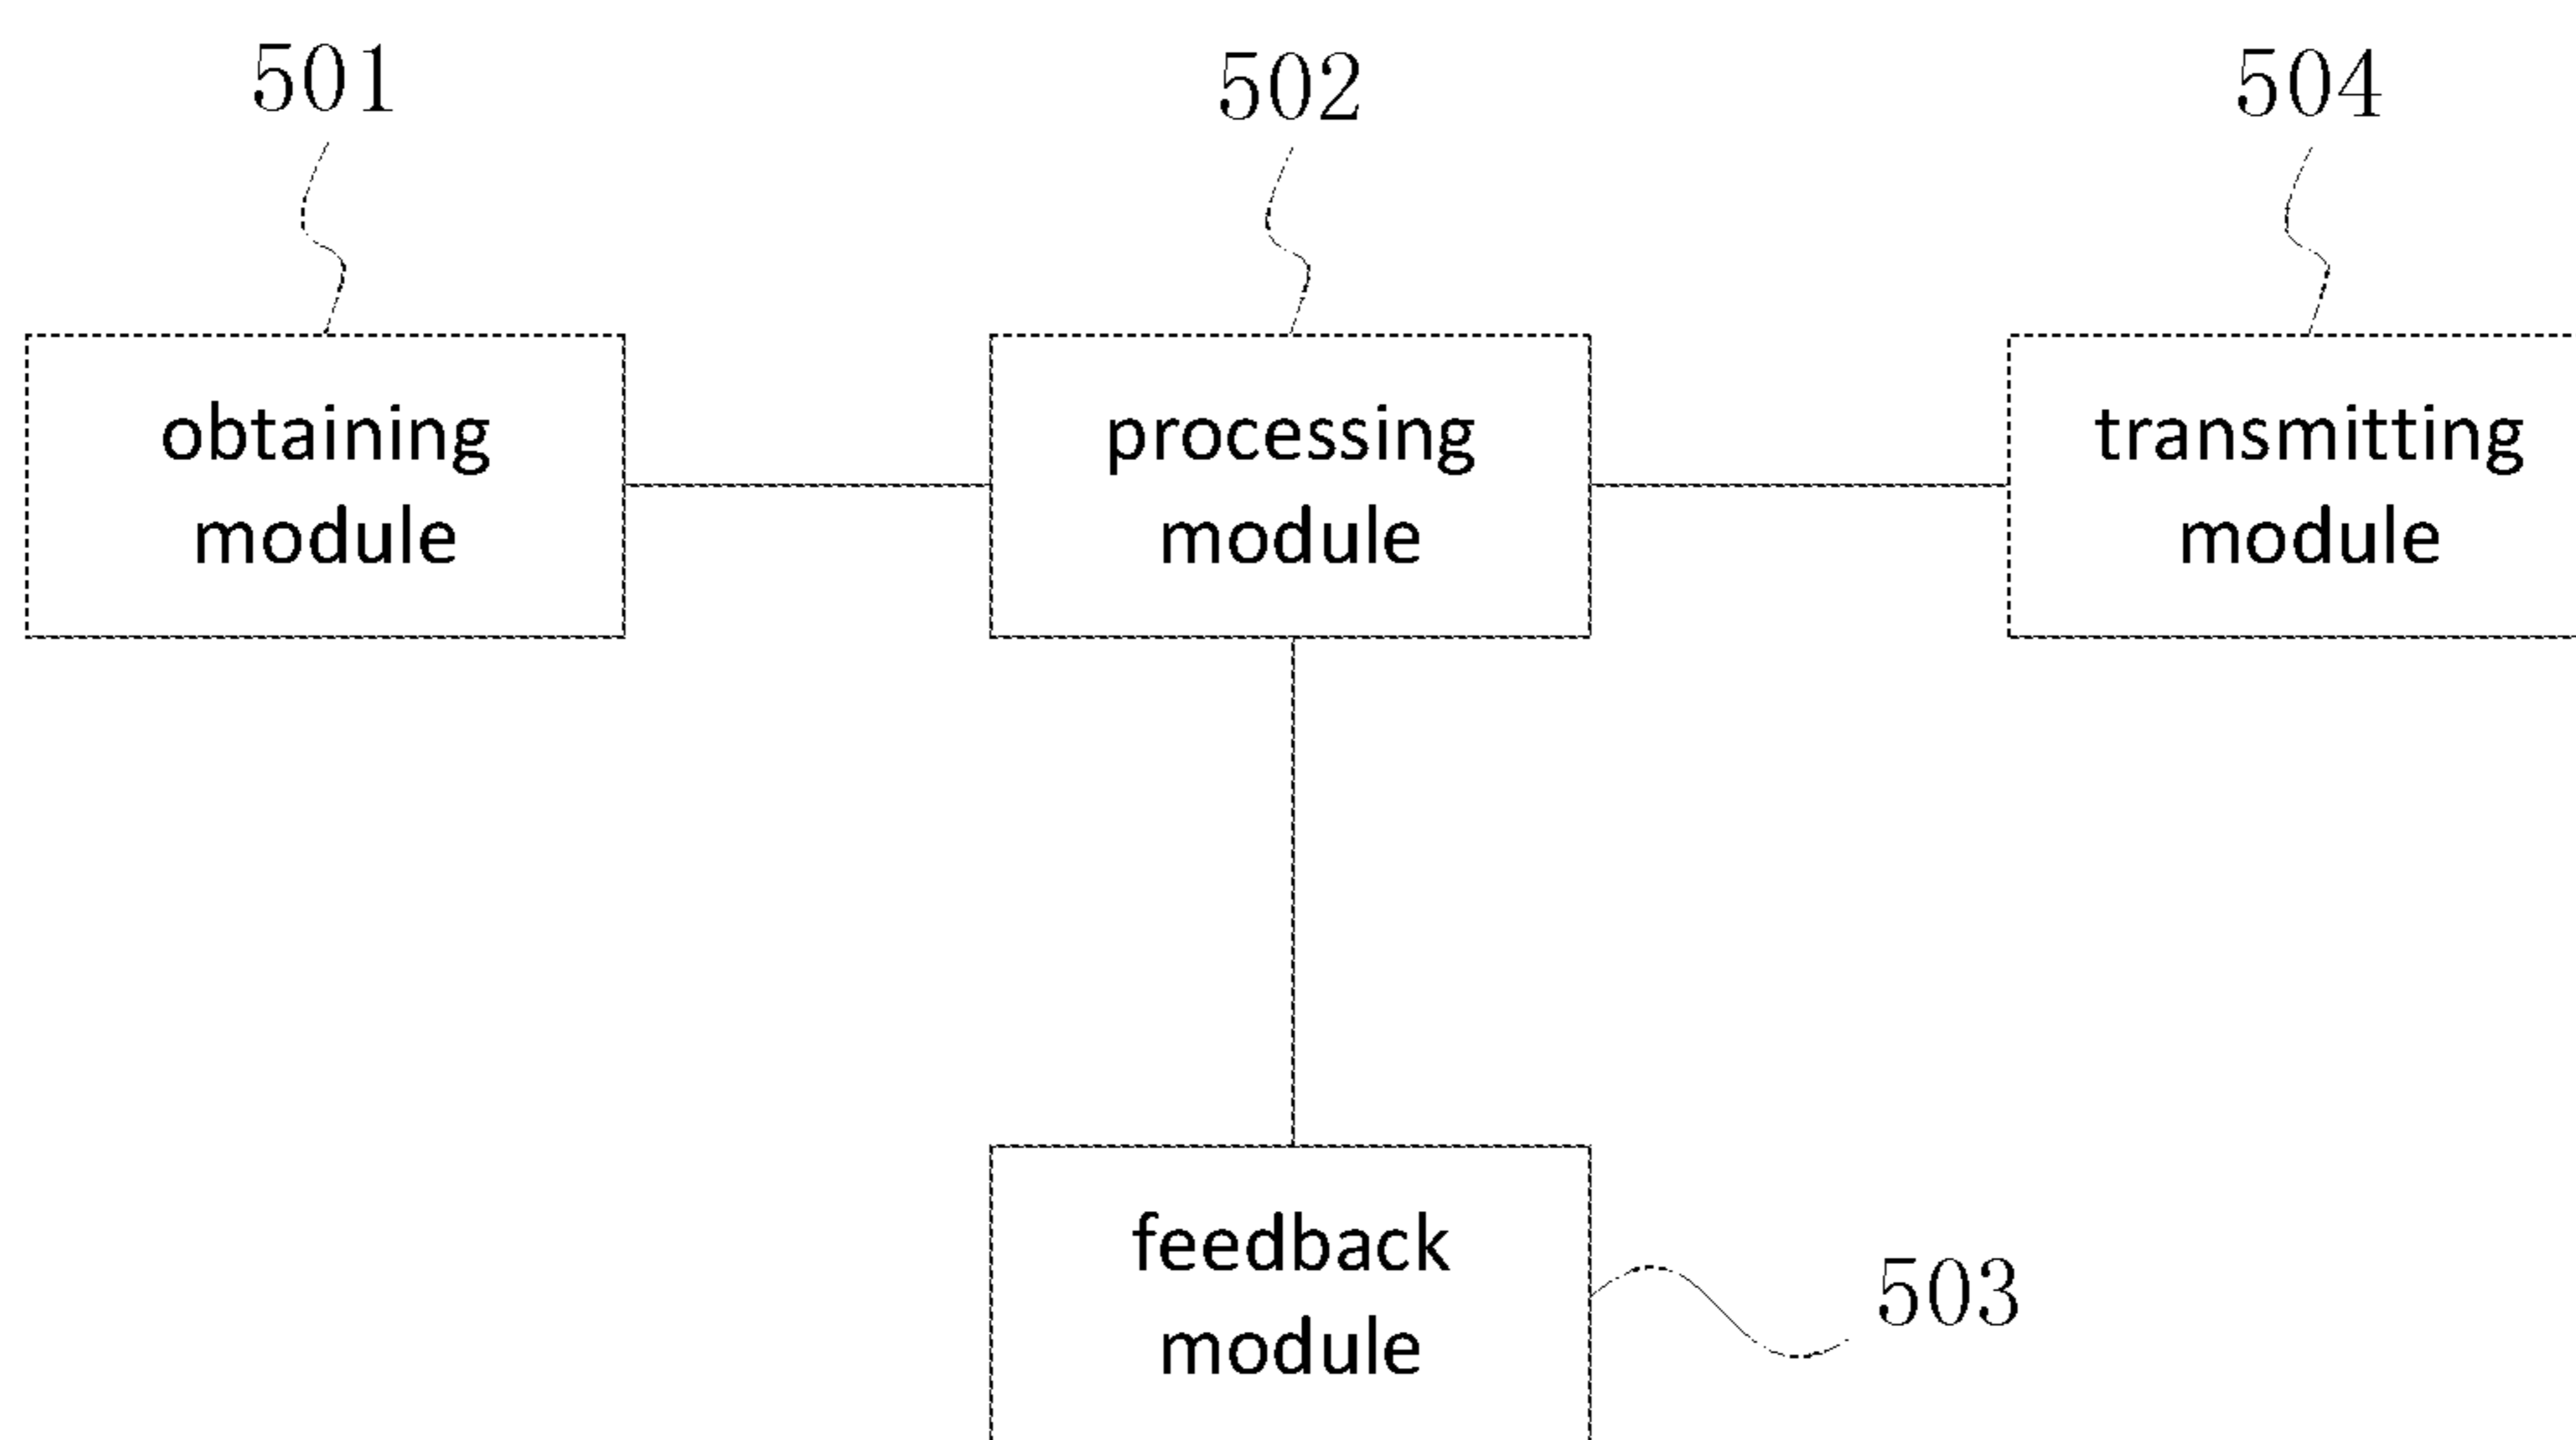 501
502
504
obtaining
module
processing
module
transmitting
module
feedback
module
503